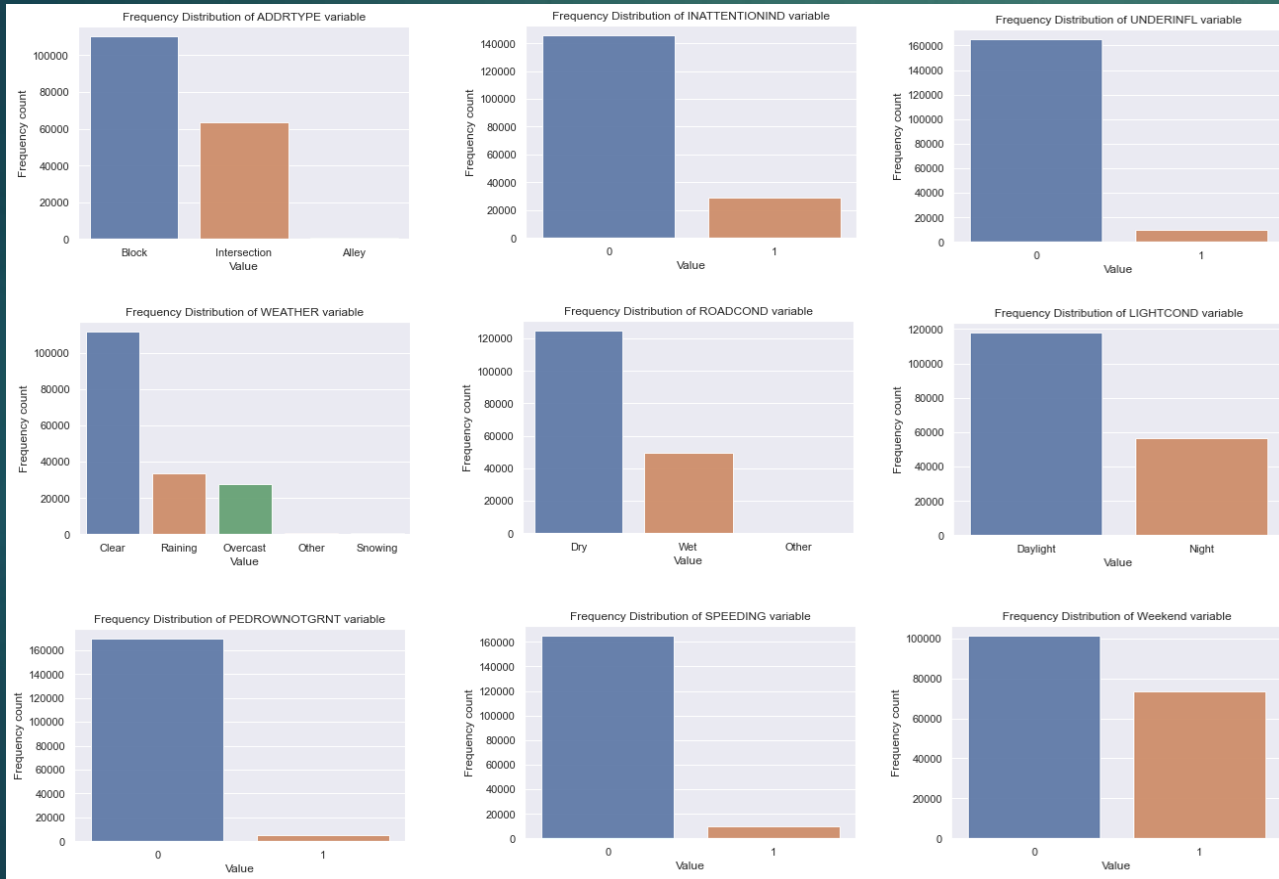 Frequency Distribution of ADDRTYPE variable
Frequency count
100000
80000
60000
40000
20000
0
Block Intersection Alley
Value
Frequency Distribution of INATTENTIONIND variable
Frequency count
140000
120000
100000
80000
60000
40000
20000
0
0 1
Value
Frequency Distribution of UNDERINFL variable
Frequency count
160000
140000
120000
100000
80000
60000
40000
20000
0
0 1
Value
Frequency Distribution of WEATHER variable
Frequency count
100000
80000
60000
40000
20000
0
Clear Raining Overcast Other Snowing
Value
Frequency Distribution of ROADCOND variable
Frequency count
120000
100000
80000
60000
40000
20000
0
Dry Wet Other
Value
Frequency Distribution of LIGHTCOND variable
Frequency count
120000
100000
80000
60000
40000
20000
0
Daylight Night
Value
Frequency Distribution of PEDROWNOTGRNT variable
Frequency count
160000
140000
120000
100000
80000
60000
40000
20000
0
0 1
Value
Frequency Distribution of SPEEDING variable
Frequency count
160000
140000
120000
100000
80000
60000
40000
20000
0
0 1
Value
Frequency Distribution of Weekend variable
Frequency count
100000
80000
60000
40000
20000
0
0 1
Value